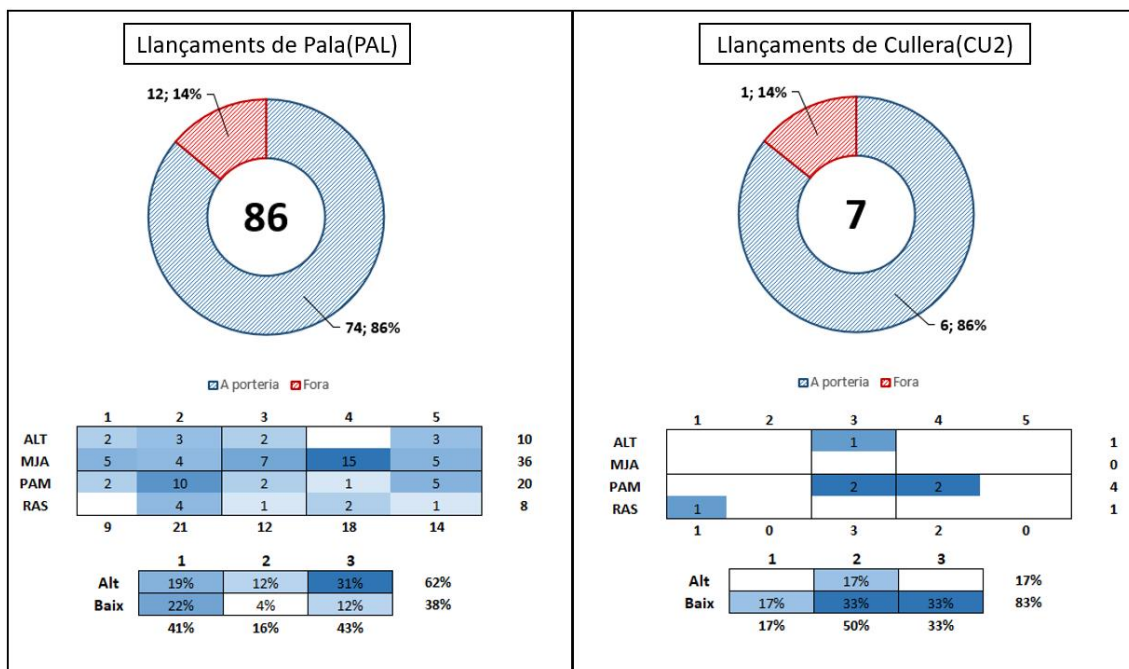 Llançaments de Pala(PAL)
12; 14%
86
74; 86%
A porteria Fora
1 2 3 4 5
ALT 2 3 2 3 10
MJA 5 4 7 15 5 36
PAM 2 10 2 1 5 20
RAS 4 1 2 1 8
9 21 12 18 14
1 2 3
Alt 19% 12% 31% 62%
Baix 22% 4% 12% 38%
41% 16% 43%
Llançaments de Cullera(CU2)
1; 14%
7
6; 86%
A porteria Fora
1 2 3 4 5
ALT 1 1
MJA 0
PAM 2 2 4
RAS 1 1
1 0 3 2 0
1 2 3
Alt 17% 17%
Baix 17% 33% 33% 83%
17% 50% 33%